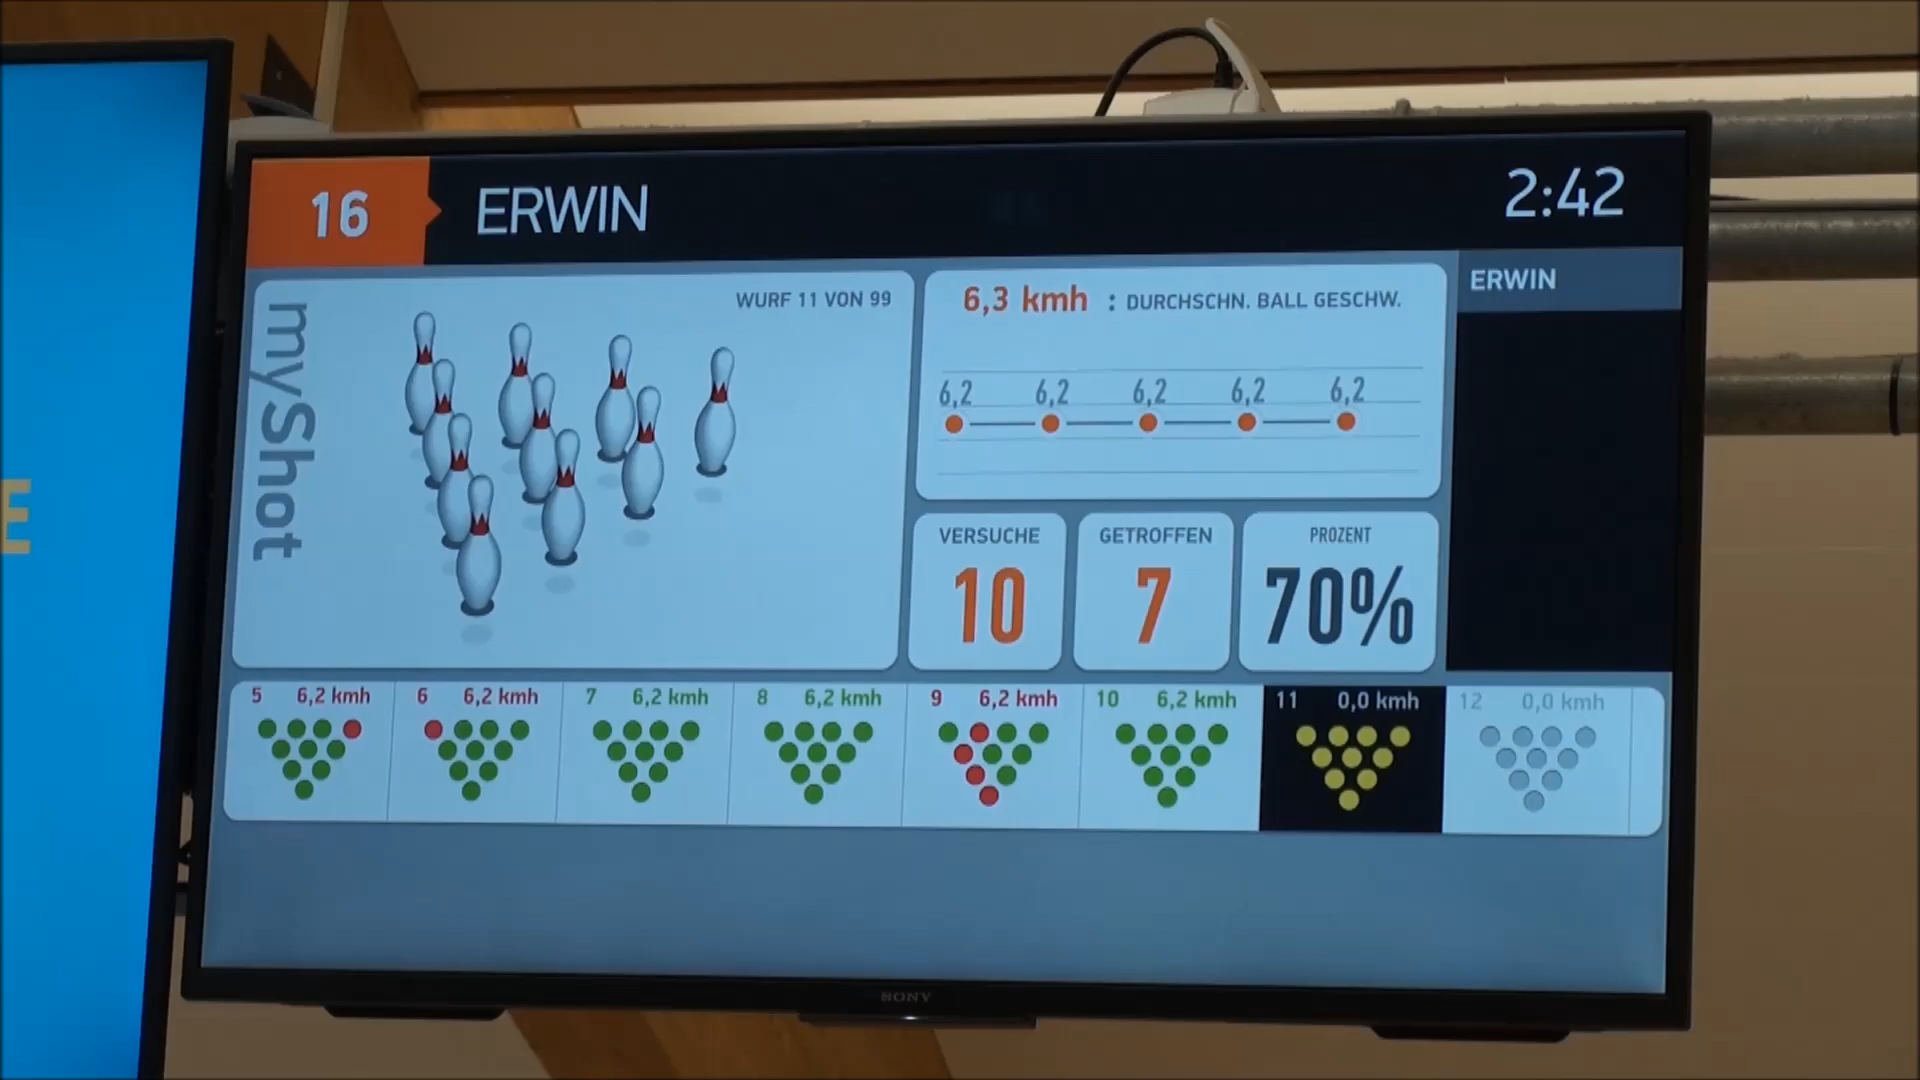 16
ERWIN
2:42
E
myShot
WURF 11 VON 99
6,3 kmh : DURCHSCHN. BALL GESCHW.
6,2 6,2 6,2 6,2 6,2
ERWIN
VERSUCHE
10
GETROFFEN
7
PROZENT
70%
5 6,2 kmh
6 6,2 kmh
7 6,2 kmh
8 6,2 kmh
9 6,2 kmh
10 6,2 kmh
11 0,0 kmh
12 0,0 kmh
SONY